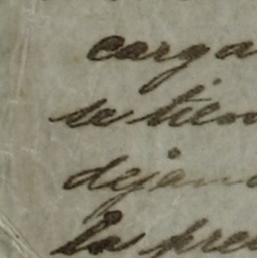 carga
se tien
dejan
la pre